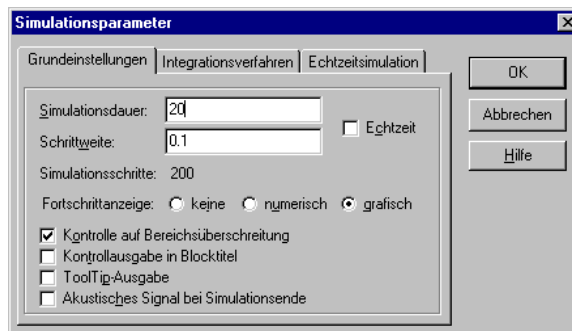 Simulationsparameter
Grundeinstellungen Integrationsverfahren Echtzeitsimulation
OK
Simulationsdauer: 20
Echtzeit
Abbrechen
Schrittweite: 0.1
Hilfe
Simulationsschritte: 200
Fortschrittanzeige: keine numerisch grafisch
Kontrolle auf Bereichsüberschreitung
Kontrollausgabe in Blocktitel
ToolTip-Ausgabe
Akustisches Signal bei Simulationsende